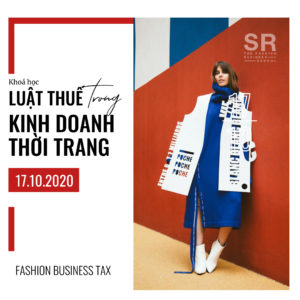 Khoá học
LUẬT THUẾ trong
KINH DOANH
THỜI TRANG
17.10.2020
FASHION BUSINESS TAX
SR
THE FASHION
BUSINESS
SCHOOL
POCHE
POCHE
POCHE